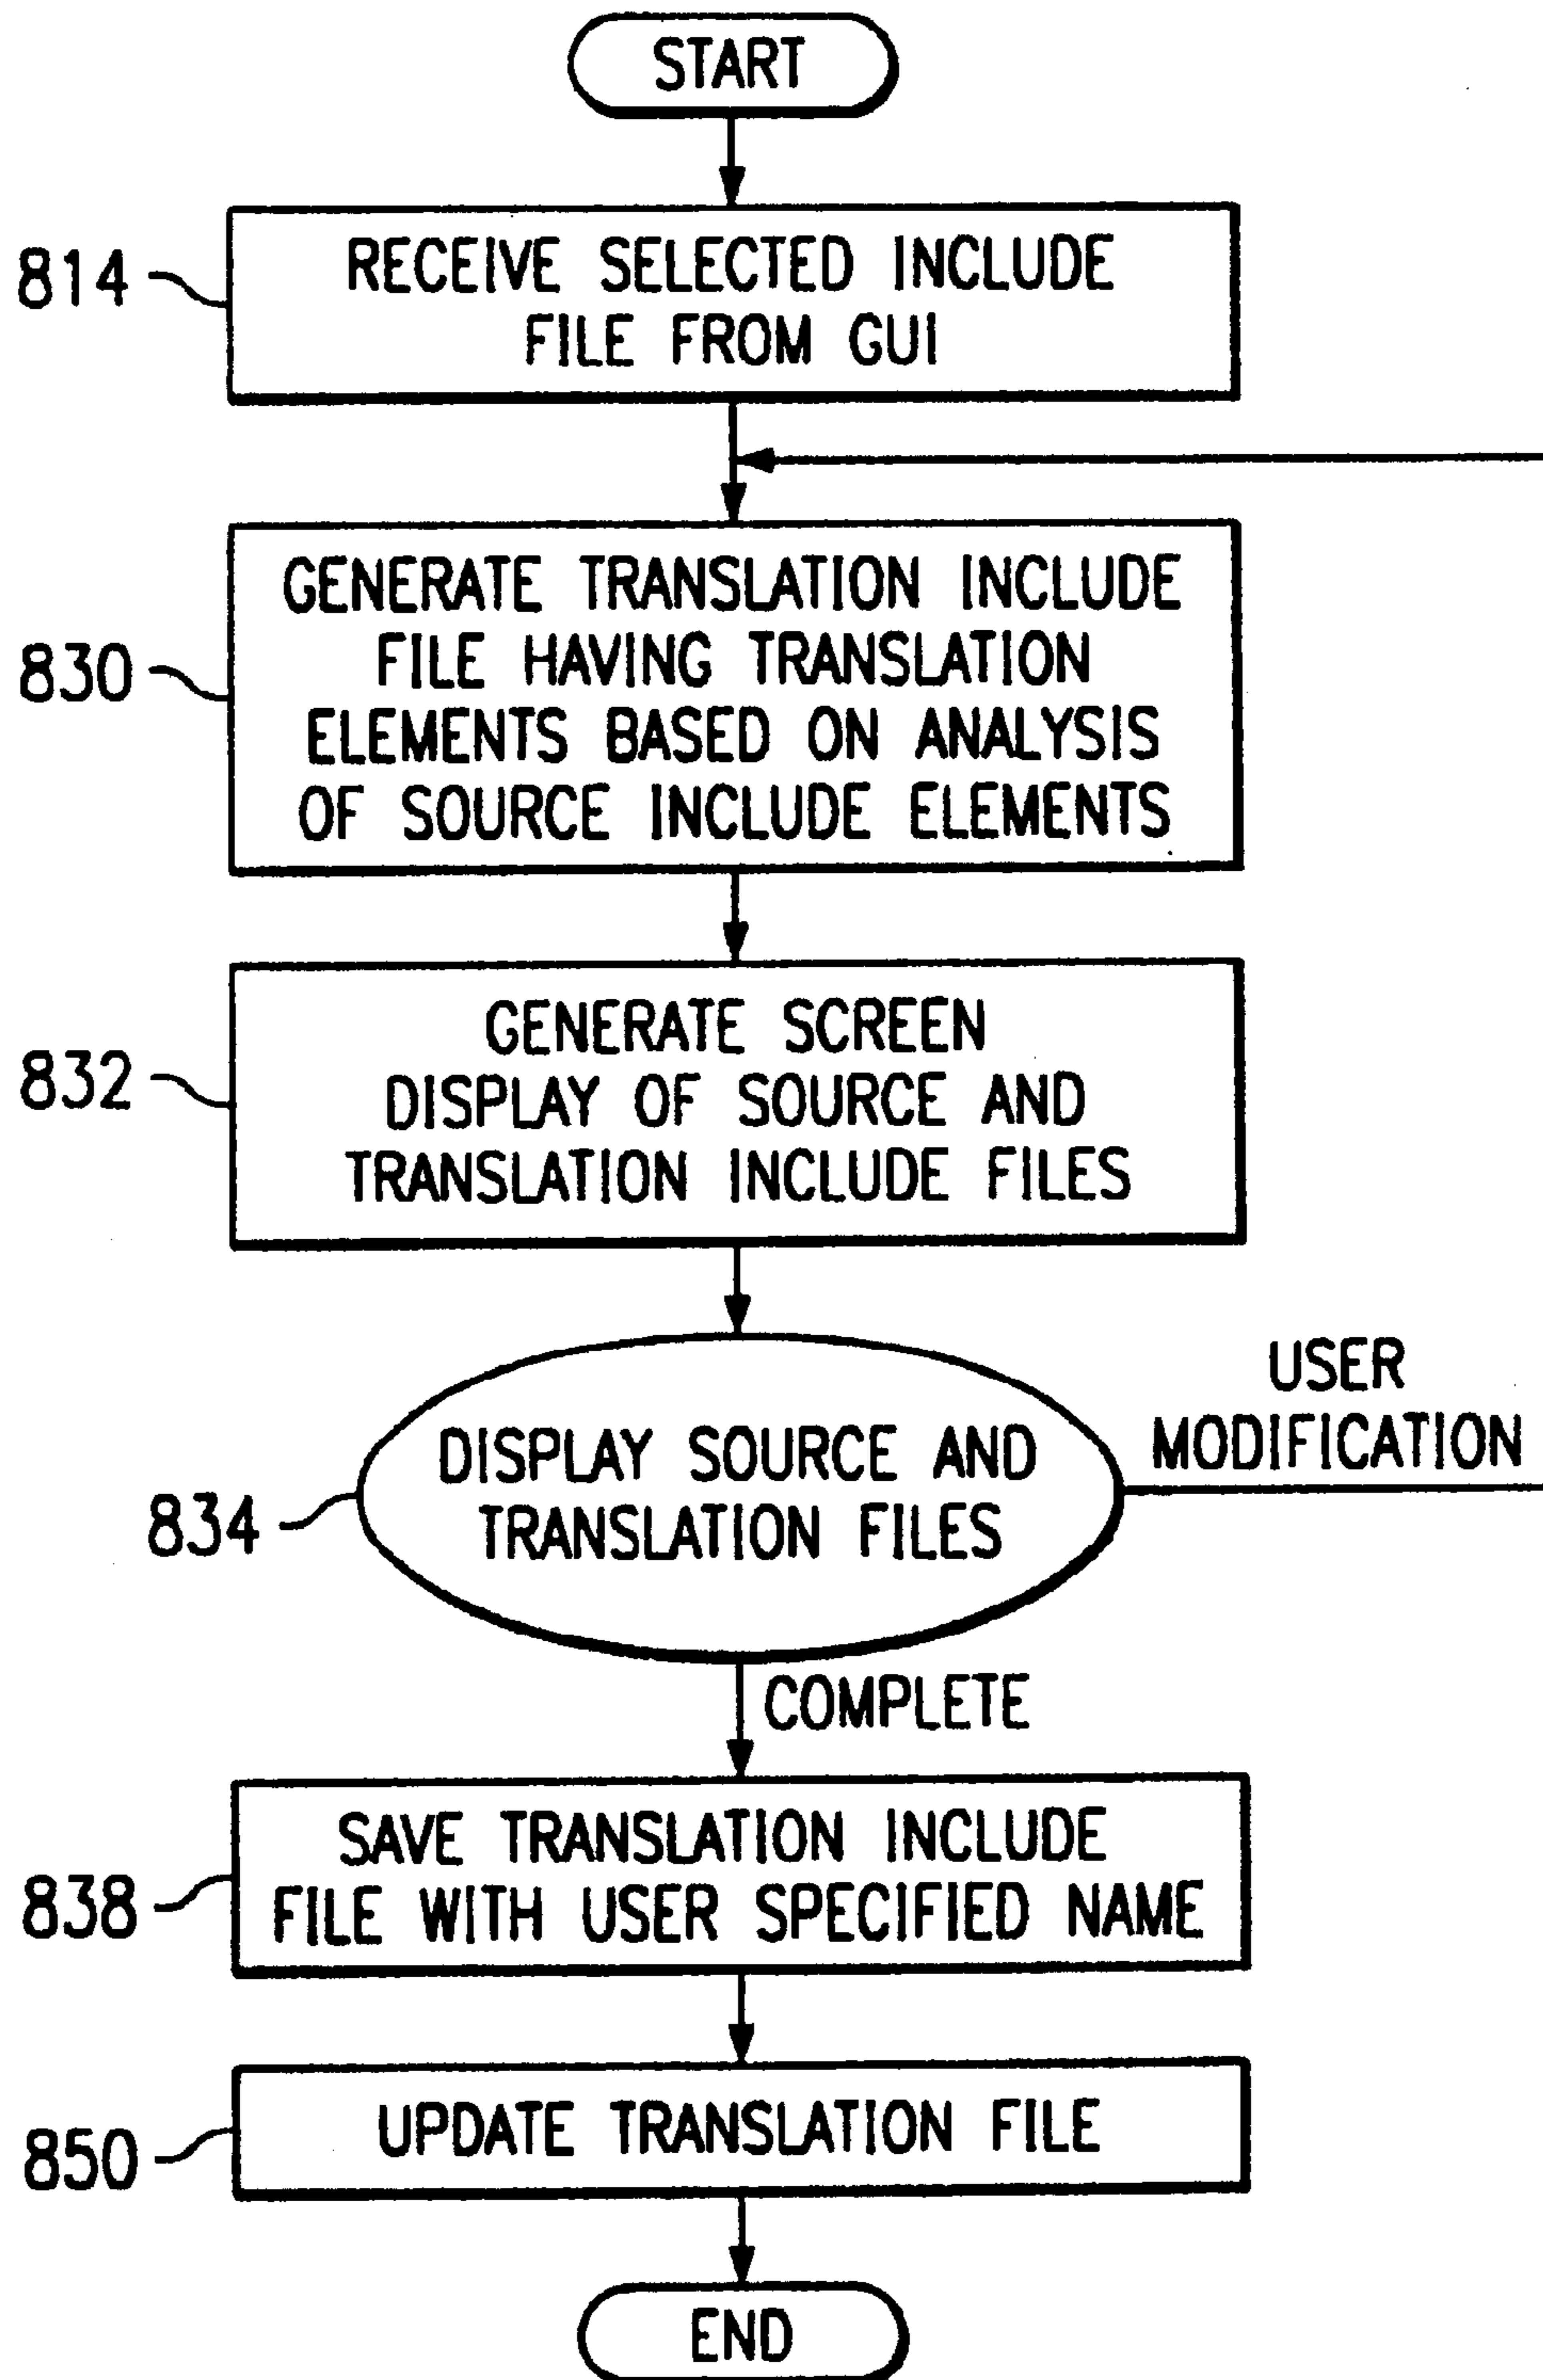 START
814
RECEIVE SELECTED INCLUDE
FILE FROM GUI
830
GENERATE TRANSLATION INCLUDE
FILE HAVING TRANSLATION
ELEMENTS BASED ON ANALYSIS
OF SOURCE INCLUDE ELEMENTS
832
GENERATE SCREEN
DISPLAY OF SOURCE AND
TRANSLATION INCLUDE FILES
834
DISPLAY SOURCE AND
TRANSLATION FILES
USER
MODIFICATION
COMPLETE
838
SAVE TRANSLATION INCLUDE
FILE WITH USER SPECIFIED NAME
850
UPDATE TRANSLATION FILE
END